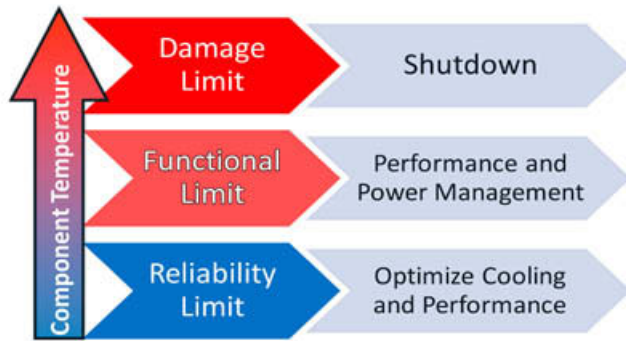 Component Temperature
Damage
Limit
Shutdown
Functional
Limit
Performance and
Power Management
Reliability
Limit
Optimize Cooling
and Performance